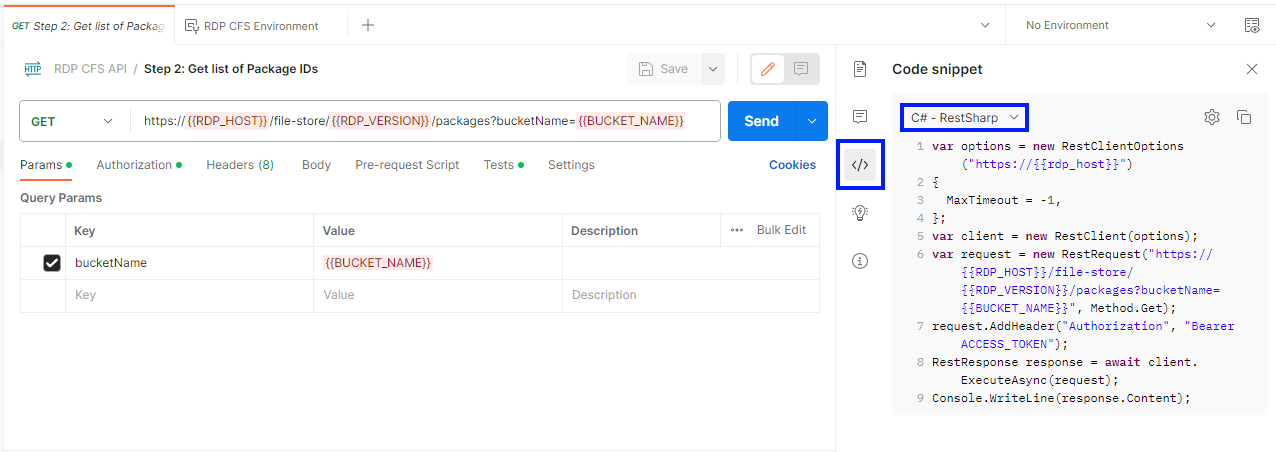 GET Step 2: Get list of Packag
RDP CFS Environment
No Environment
HTTP
RDP CFS API / Step 2: Get list of Package IDs
Save
GET
https://{{RDP_HOST}}/file-store/{{RDP_VERSION}}/packages?bucketName={{BUCKET_NAME}}
Send
Params
Authorization
Headers (8)
Body
Pre-request Script
Tests
Settings
Cookies
Query Params
Key
Value
Description
Bulk Edit
bucketName
{{BUCKET_NAME}}
Key
Value
Description
</>
Code snippet
C# - RestSharp
1 var options = new RestClientOptions
("https://{{rdp_host}}")
2 {
3 MaxTimeout = -1,
4 };
5 var client = new RestClient(options);
6 var request = new RestRequest("https://
{{RDP_HOST}}/file-store/
{{RDP_VERSION}}/packages?bucketName=
{{BUCKET_NAME}}", Method.Get);
7 request.AddHeader("Authorization", "Bearer
ACCESS_TOKEN");
8 RestResponse response = await client.
ExecuteAsync(request);
9 Console.WriteLine(response.Content);